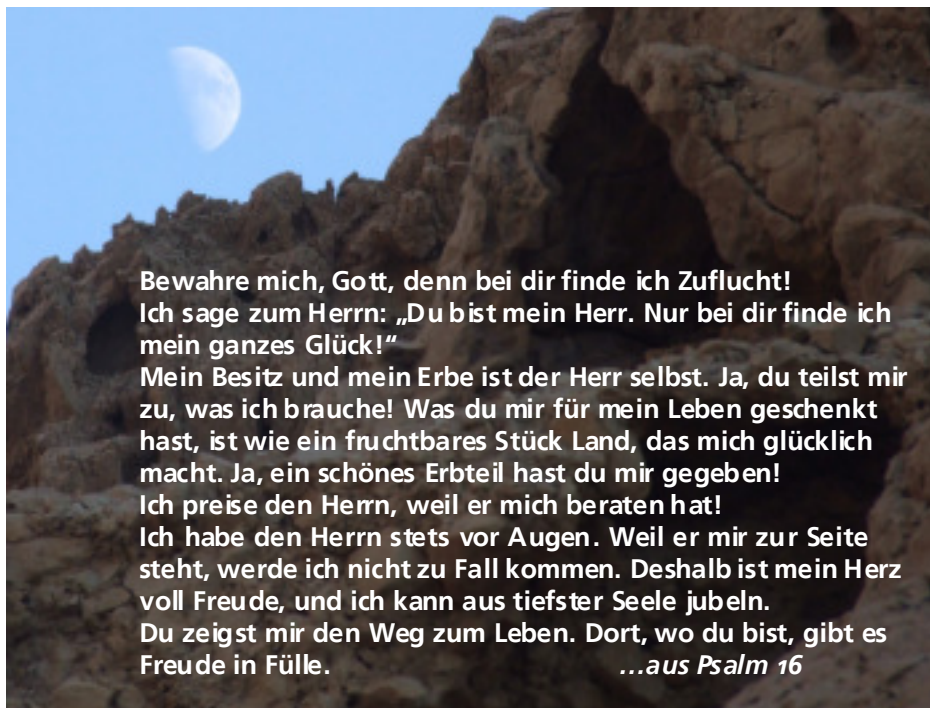 Bewahre mich, Gott, denn bei dir finde ich Zuflucht!
Ich sage zum Herrn: „Du bist mein Herr. Nur bei dir finde ich
mein ganzes Glück!“
Mein Besitz und mein Erbe ist der Herr selbst. Ja, du teilst mir
zu, was ich brauche! Was du mir für mein Leben geschenkt
hast, ist wie ein fruchtbares Stück Land, das mich glücklich
macht. Ja, ein schönes Erbteil hast du mir gegeben!
Ich preise den Herrn, weil er mich beraten hat!
Ich habe den Herrn stets vor Augen. Weil er mir zur Seite
steht, werde ich nicht zu Fall kommen. Deshalb ist mein Herz
voll Freude, und ich kann aus tiefster Seele jubeln.
Du zeigst mir den Weg zum Leben. Dort, wo du bist, gibt es
Freude in Fülle. ...aus Psalm 16